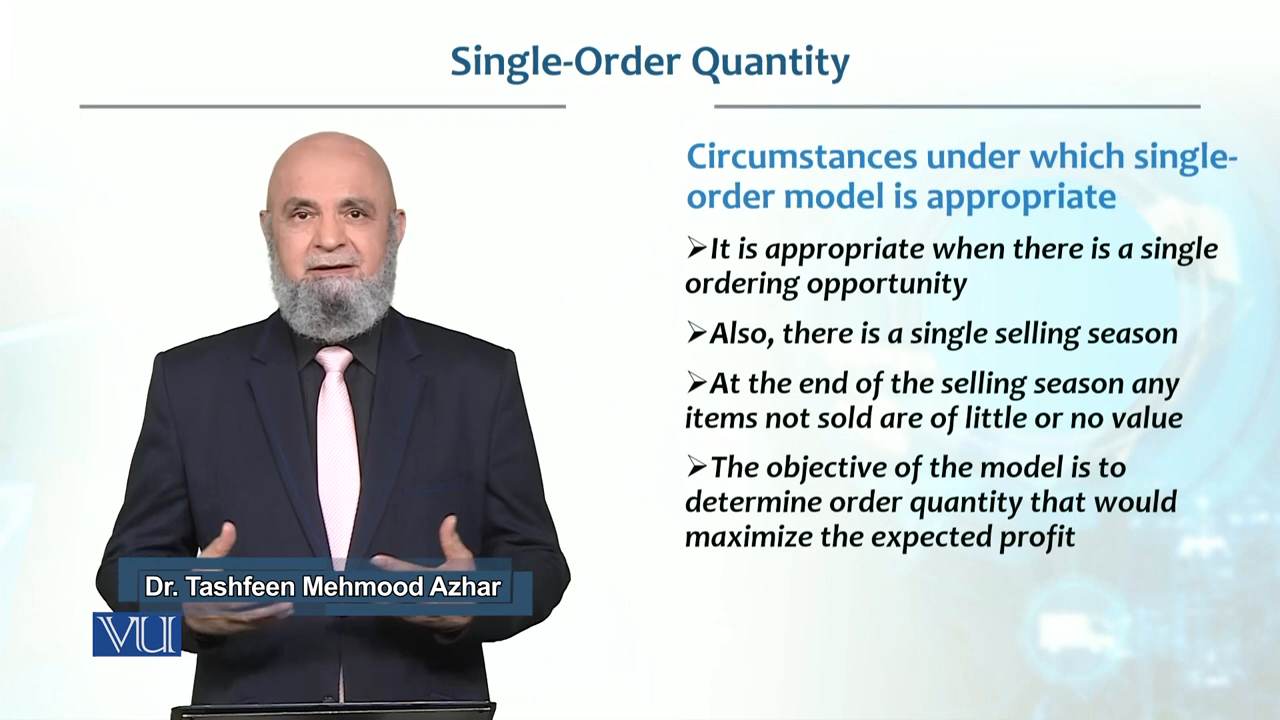 Single-Order Quantity
Circumstances under which single-
order model is appropriate
➢It is appropriate when there is a single
ordering opportunity
➢Also, there is a single selling season
➢At the end of the selling season any
items not sold are of little or no value
➢The objective of the model is to
determine order quantity that would
maximize the expected profit
Dr. Tashfeen Mehmood Azhar
VU